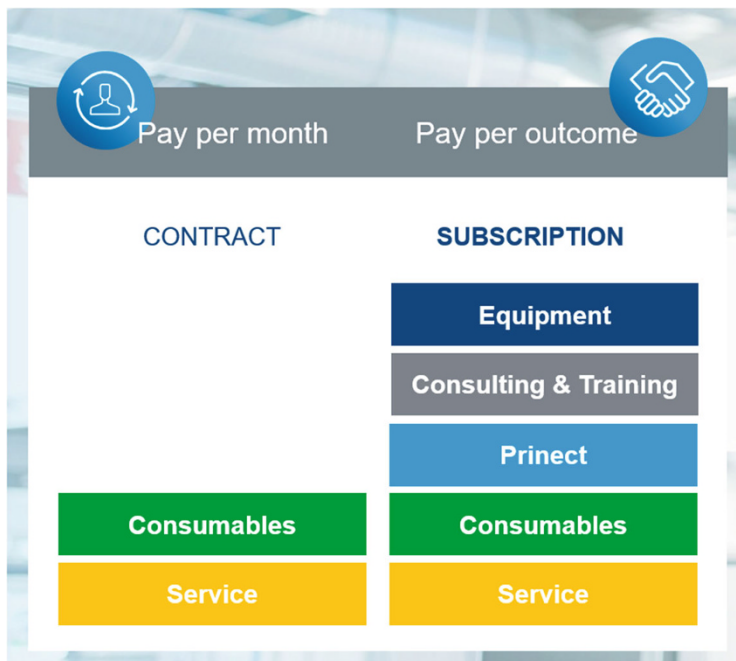 Pay per month
Pay per outcome
CONTRACT
SUBSCRIPTION
Equipment
Consulting & Training
Prinect
Consumables
Consumables
Service
Service